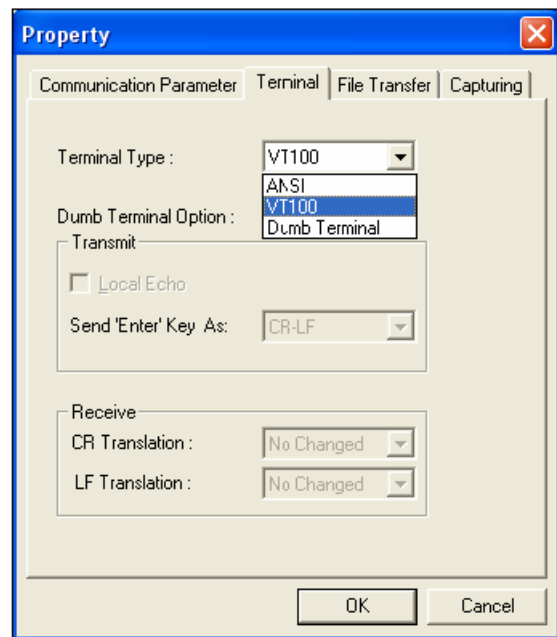 Property
Communication Parameter Terminal File Transfer Capturing
Terminal Type : VT100
ANSI
VT100
Dumb Terminal
Dumb Terminal Option :
Transmit
Local Echo
Send 'Enter' Key As: CR-LF
Receive
CR Translation : No Changed
LF Translation : No Changed
OK Cancel